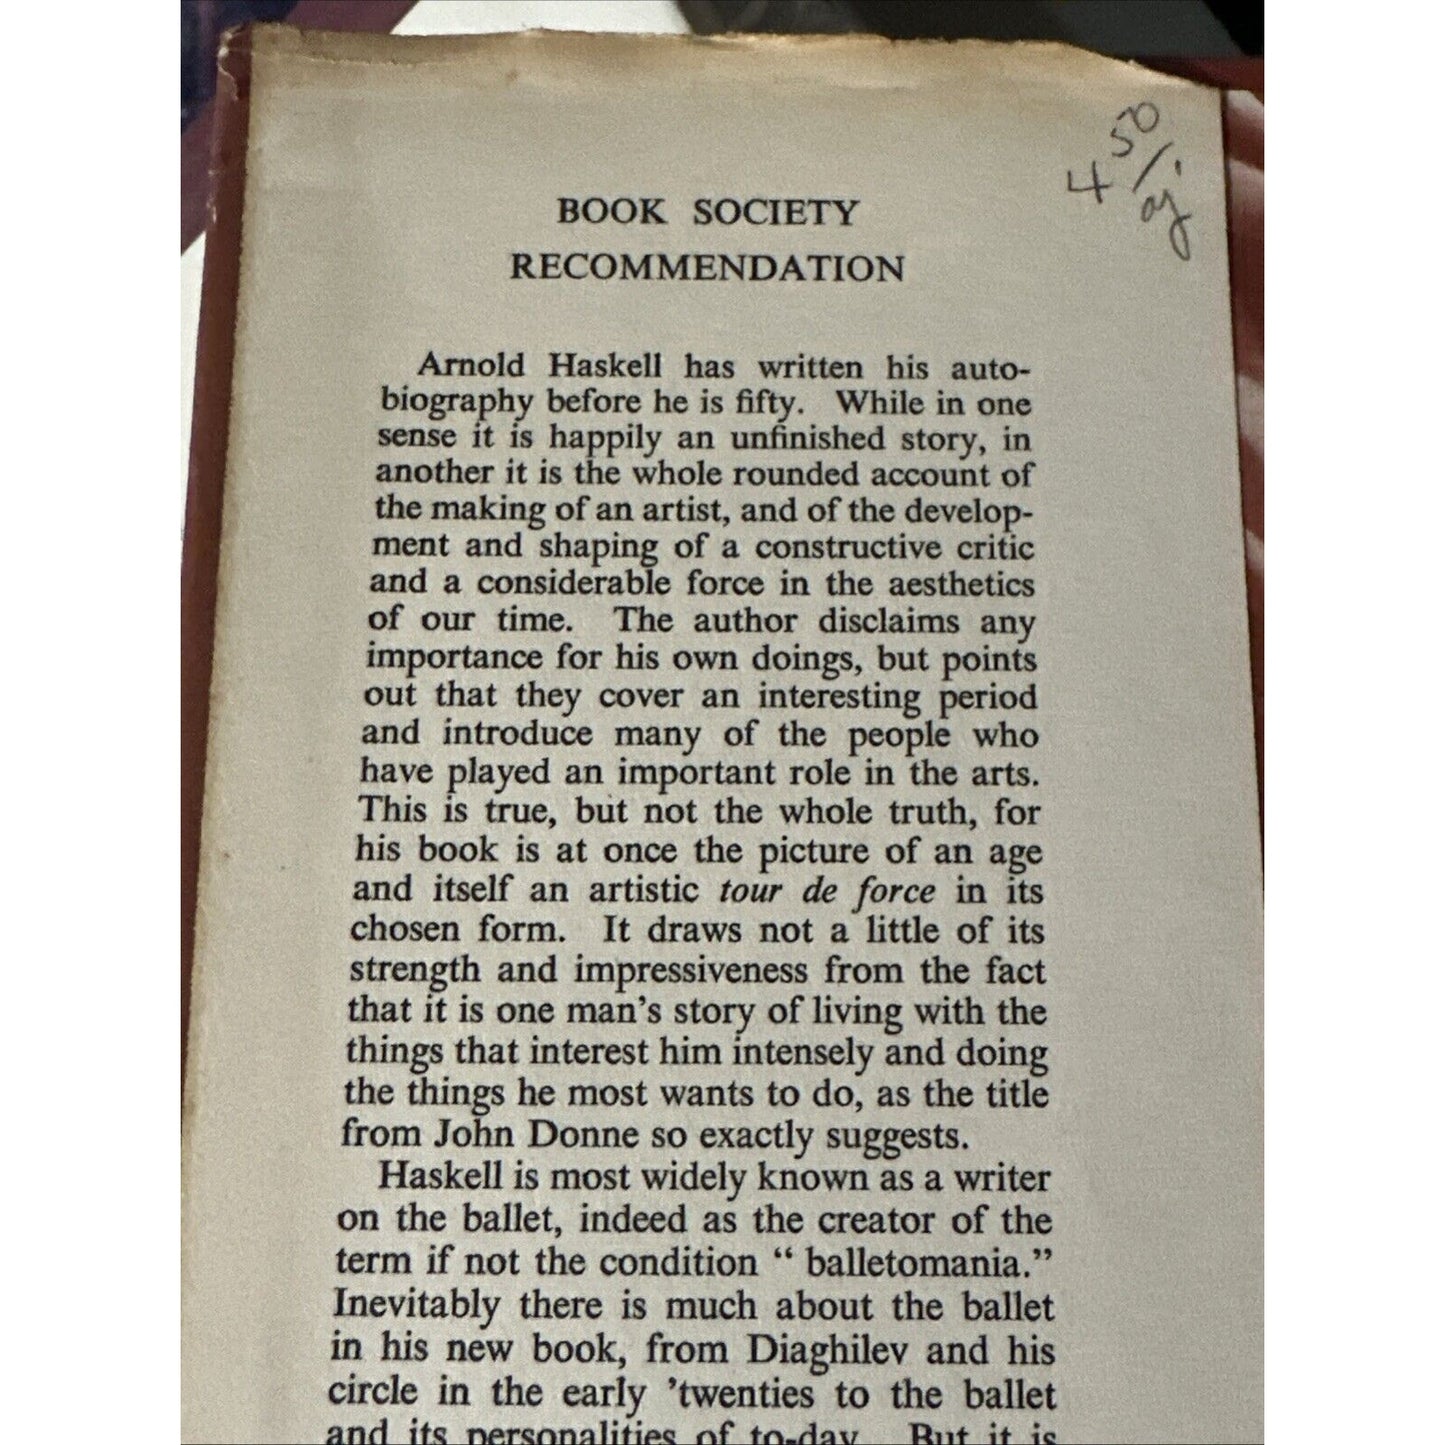 4 50/
BOOK SOCIETY
RECOMMENDATION
Arnold Haskell has written his auto-
biography before he is fifty. While in one
sense it is happily an unfinished story, in
another it is the whole rounded account of
the making of an artist, and of the develop-
ment and shaping of a constructive critic
and a considerable force in the aesthetics
of our time. The author disclaims any
importance for his own doings, but points
out that they cover an interesting period
and introduce many of the people who
have played an important role in the arts.
This is true, but not the whole truth, for
his book is at once the picture of an age
and itself an artistic tour de force in its
chosen form. It draws not a little of its
strength and impressiveness from the fact
that it is one man's story of living with the
things that interest him intensely and doing
the things he most wants to do, as the title
from John Donne so exactly suggests.
Haskell is most widely known as a writer
on the ballet, indeed as the creator of the
term if not the condition “ balletomania.”
Inevitably there is much about the ballet
in his new book, from Diaghilev and his
circle in the early ’twenties to the ballet
and its personalities of to-day. But it is